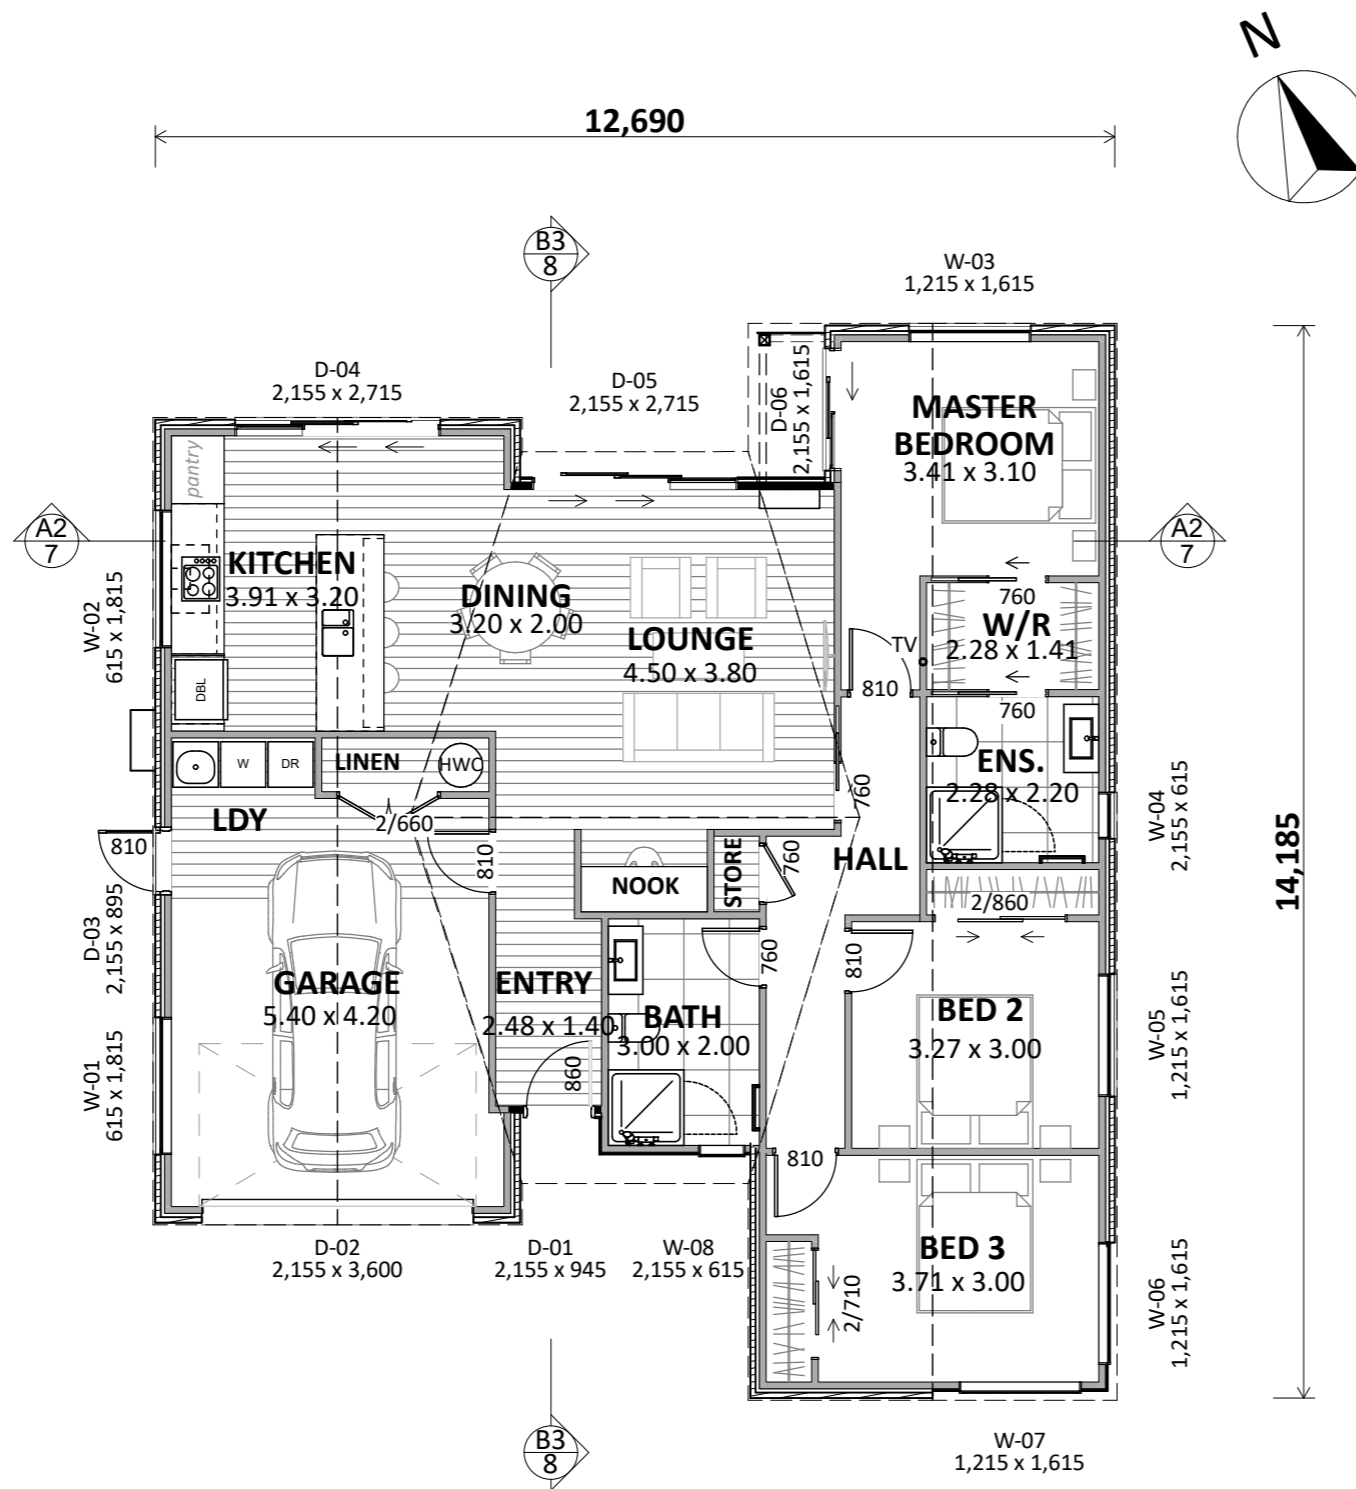 N
12,690
B3
8
W-03
1,215 x 1,615
D-04
2,155 x 2,715
D-05
2,155 x 2,715
D-06
2,155 x 1,615
MASTER
BEDROOM
3.41 x 3.10
pantry
A2
7
A2
7
KITCHEN
3.91 x 3.20
DINING
3.20 x 2.00
LOUNGE
4.50 x 3.80
W-02
615 x 1,815
DBL
760
W/R
2.28 x 1.41
TV
810
760
W
DR
LINEN
HWC
ENS.
2.28 x 2.20
760
W-04
2,155 x 615
14,185
LDY
2/660
810
810
NOOK
STORE
760
HALL
2/860
D-03
2,155 x 895
GARAGE
5.40 x 4.20
ENTRY
2.48 x 1.40
BATH
3.00 x 2.00
760
810
BED 2
3.27 x 3.00
W-05
1,215 x 1,615
W-01
615 x 1,815
860
810
D-02
2,155 x 3,600
D-01
2,155 x 945
W-08
2,155 x 615
BED 3
3.71 x 3.00
2/710
W-06
1,215 x 1,615
B3
8
W-07
1,215 x 1,615